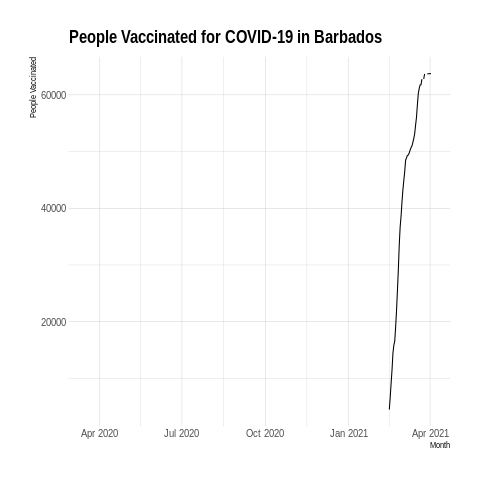 People Vaccinated for COVID-19 in Barbados
People Vaccinated
60000
40000
20000
Apr 2020 Jul 2020 Oct 2020 Jan 2021 Apr 2021
Month